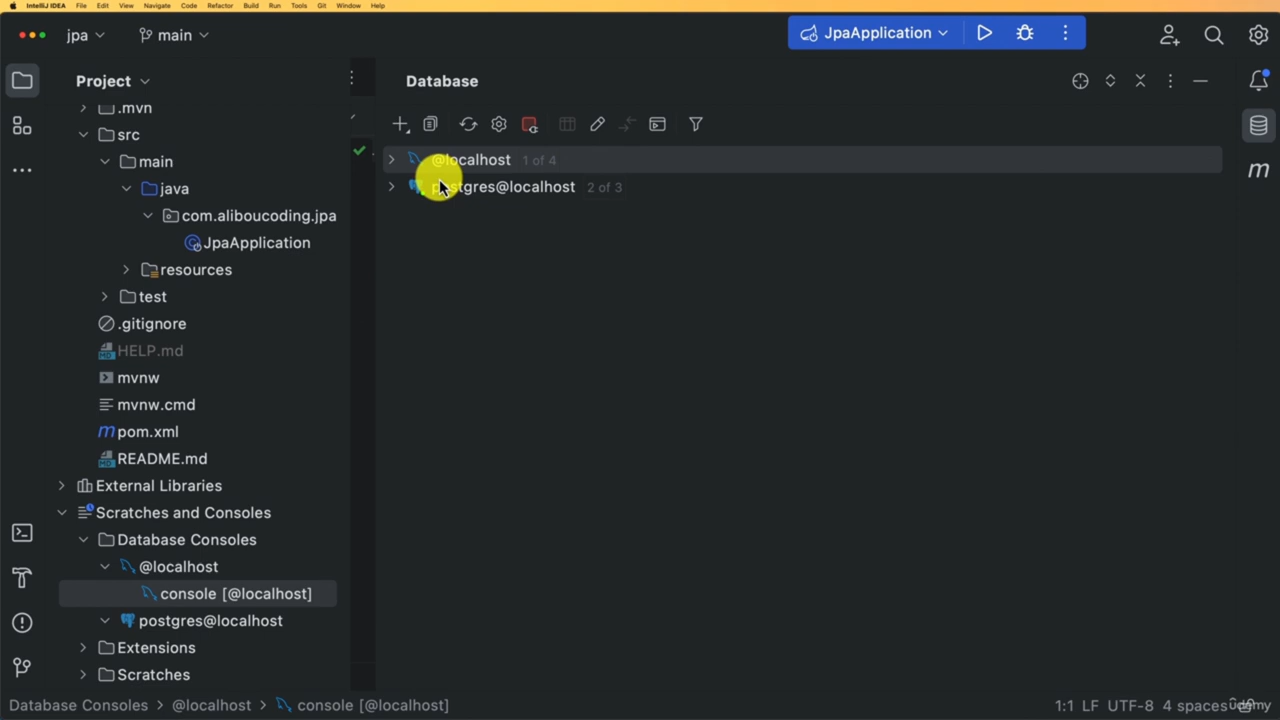 IntelliJ IDEA File Edit View Navigate Code Refactor Build Run Tools Git Window Help
jpa main JpaApplication
Project
.mvn
src
main
java
com.aliboucoding.jpa
JpaApplication
resources
test
.gitignore
HELP.md
mvnw
mvnw.cmd
pom.xml
README.md
External Libraries
Scratches and Consoles
Database Consoles
@localhost
console [@localhost]
postgres@localhost
Extensions
Scratches
Database
@localhost 1 of 4
postgres@localhost 2 of 3
m
Database Consoles > @localhost > console [@localhost] 1:1 LF UTF-8 4 spaces
udemy